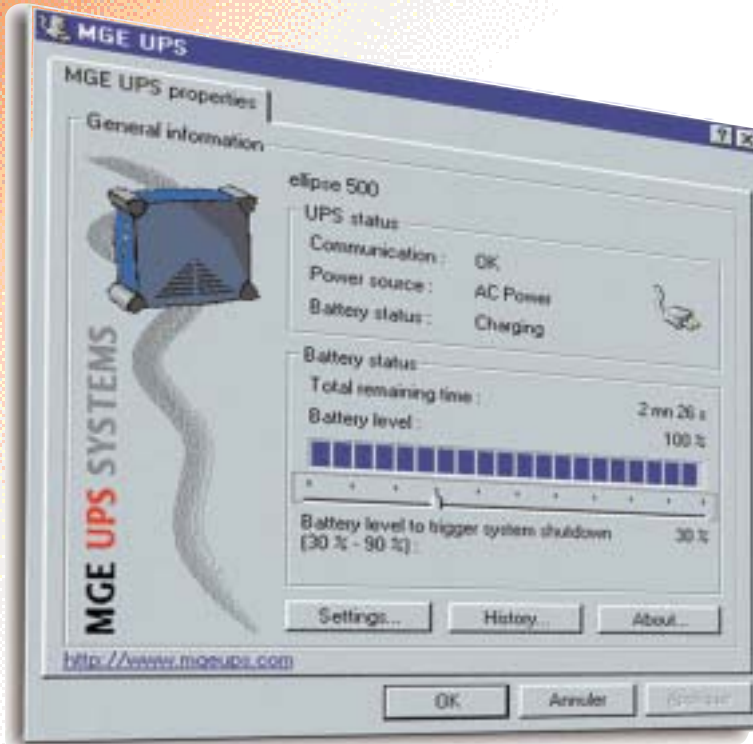 MGE UPS
MGE UPS properties
General information
ellipse 500
UPS status
Communication : OK
Power source : AC Power
Battery status : Charging
Battery status
Total remaining time : 2 mn 26 s
Battery level : 100 %
Battery level to trigger system shutdown 30 %
(30 % - 90 %) :
MGE UPS SYSTEMS
Settings... History... About...
http://www.mgeups.com
OK Annuler